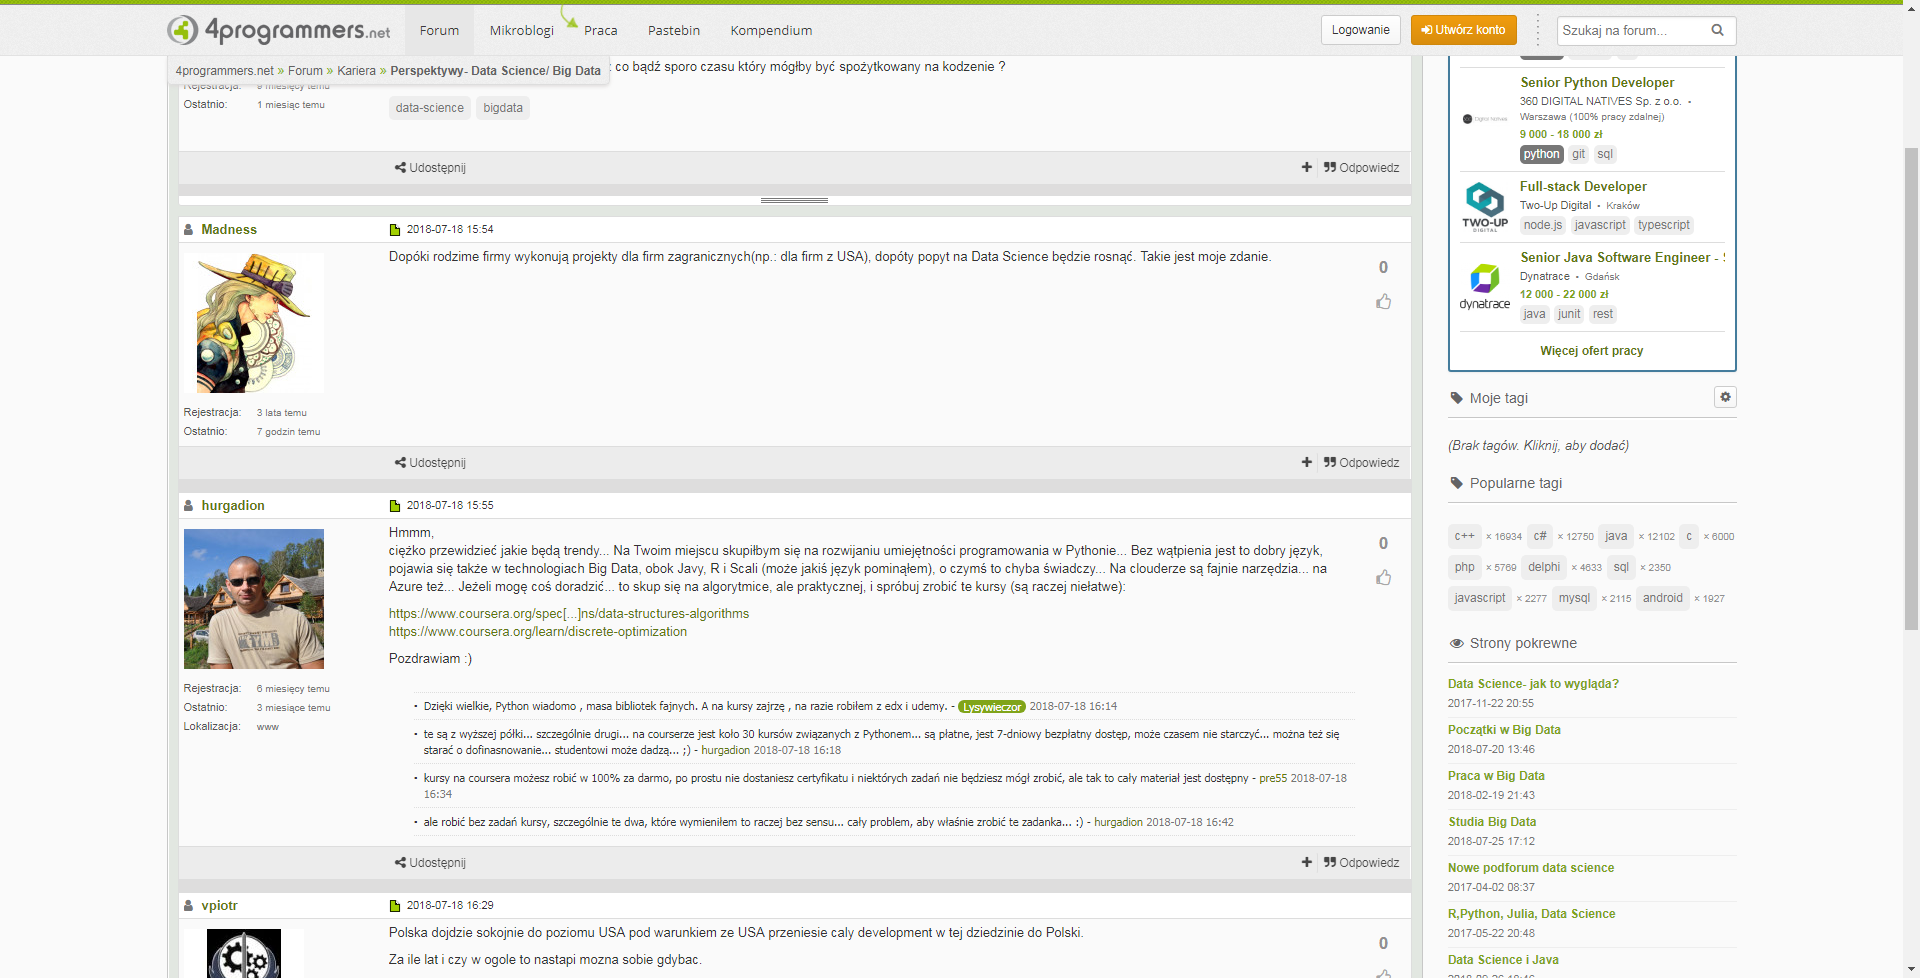 4programmers.net
Forum
Mikroblogi
Praca
Pastebin
Kompendium
Logowanie
Utwórz konto
Szukaj na forum...
4programmers.net » Forum » Kariera » Perspektywy- Data Science/ Big Data
co bądź sporo czasu który mógłby być spożytkowany na kodzenie ?
Rejestracja: 9 miesięcy temu
Ostatnio: 1 miesiąc temu
data-science bigdata
Udostępnij
Odpowiedz
Madness
2018-07-18 15:54
Dopóki rodzime firmy wykonują projekty dla firm zagranicznych(np.: dla firm z USA), dopóty popyt na Data Science będzie rosnąć. Takie jest moje zdanie.
0
Rejestracja: 3 lata temu
Ostatnio: 7 godzin temu
Udostępnij
Odpowiedz
hurgadion
2018-07-18 15:55
Hmmm,
ciężko przewidzieć jakie będą trendy... Na Twoim miejscu skupiłbym się na rozwijaniu umiejętności programowania w Pythonie... Bez wątpienia jest to dobry język,
pojawia się także w technologiach Big Data, obok Javy, R i Scali (może jakiś język pominąłem), o czymś to chyba świadczy... Na clouderze są fajnie narzędzia... na
Azure też... Jeżeli mogę coś doradzić... to skup się na algorytmice, ale praktycznej, i spróbuj zrobić te kursy (są raczej niełatwe):
https://www.coursera.org/spec[...]ns/data-structures-algorithms
https://www.coursera.org/learn/discrete-optimization
Pozdrawiam :)
0
Rejestracja: 6 miesięcy temu
Ostatnio: 3 miesiące temu
Lokalizacja: www
Dzięki wielkie, Python wiadomo , masa bibliotek fajnych. A na kursy zajrzę , na razie robiłem z edx i udemy. - Lysywieczor 2018-07-18 16:14
te są z wyższej półki... szczególnie drugi... na courserze jest koło 30 kursów związanych z Pythonem... są płatne, jest 7-dniowy bezpłatny dostęp, może czasem nie starczyć... można też się
starać o dofinasnowanie... studentowi może dadzą... ;) - hurgadion 2018-07-18 16:18
kursy na coursera możesz robić w 100% za darmo, po prostu nie dostaniesz certyfikatu i niektórych zadań nie będziesz mógł zrobić, ale tak to cały materiał jest dostępny - pre55 2018-07-18
16:34
ale robić bez zadań kursy, szczególnie te dwa, które wymieniłem to raczej bez sensu... cały problem, aby właśnie zrobić te zadanka... :) - hurgadion 2018-07-18 16:42
Udostępnij
Odpowiedz
vpiotr
2018-07-18 16:29
Polska dojdzie sokojnie do poziomu USA pod warunkiem ze USA przeniesie caly development w tej dziedzinie do Polski.
Za ile lat i czy w ogole to nastapi mozna sobie gdybac.
0
Senior Python Developer
360 DIGITAL NATIVES Sp. z o.o. •
Warszawa (100% pracy zdalnej)
9 000 - 18 000 zł
python git sql
Full-stack Developer
Two-Up Digital • Kraków
node.js javascript typescript
TWO-UP
DIGITAL
Senior Java Software Engineer -
Dynatrace • Gdańsk
12 000 - 22 000 zł
java junit rest
dynatrace
Więcej ofert pracy
Moje tagi
(Brak tagów. Kliknij, aby dodać)
Popularne tagi
c++ × 16934 c# × 12750 java × 12102 c × 6000
php × 5769 delphi × 4633 sql × 2350
javascript × 2277 mysql × 2115 android × 1927
Strony pokrewne
Data Science- jak to wygląda?
2017-11-22 20:55
Początki w Big Data
2018-07-20 13:46
Praca w Big Data
2018-02-19 21:43
Studia Big Data
2018-07-25 17:12
Nowe podforum data science
2017-04-02 08:37
R,Python, Julia, Data Science
2017-05-22 20:48
Data Science i Java